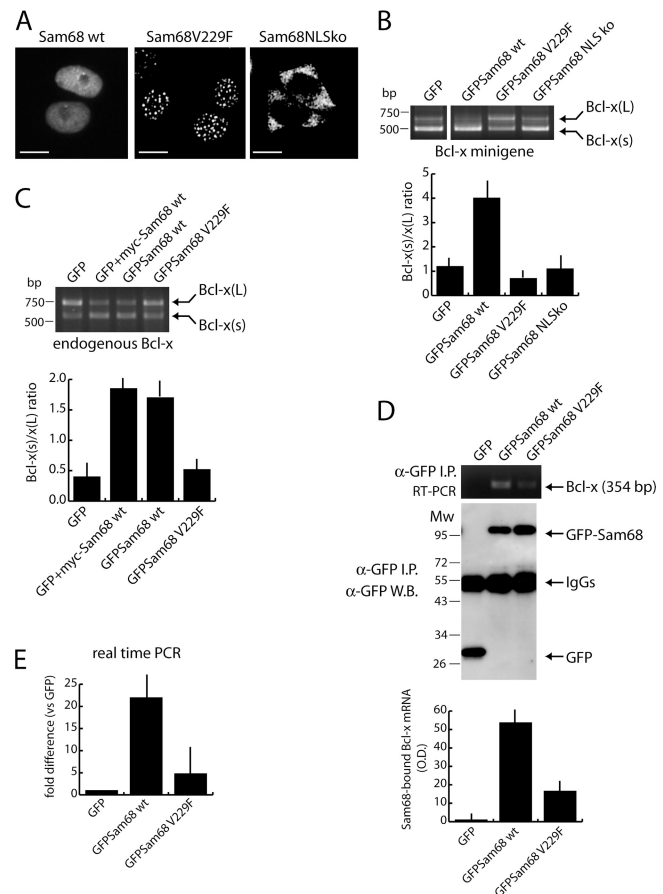 A
Sam68 wt
Sam68V229F
Sam68NLSko
B
GFP
GFPSam68 wt
GFPSam68 V229F
GFPSam68 NLS ko
bp
750
500
Bcl-x(L)
Bcl-x(s)
Bcl-x minigene
Bcl-x(s)/x(L) ratio
5
4
3
2
1
0
GFP
GFPSam68 wt
GFPSam68 V229F
GFPSam68 NLSko
C
GFP
GFP+myc-Sam68 wt
GFPSam68 wt
GFPSam68 V229F
bp
750
500
Bcl-x(L)
Bcl-x(s)
endogenous Bcl-x
Bcl-x(s)/x(L) ratio
2.0
1.5
1.0
0.5
0.0
GFP
GFP+myc-Sam68 wt
GFPSam68 wt
GFPSam68 V229F
D
GFP
GFPSam68 wt
GFPSam68 V229F
α-GFP I.P.
RT-PCR
Bcl-x (354 bp)
Mw
95
72
55
43
34
26
α-GFP I.P.
α-GFP W.B.
GFP-Sam68
IgGs
GFP
Sam68-bound Bcl-x mRNA
(O.D.)
60
50
40
30
20
10
0
GFP
GFPSam68 wt
GFPSam68 V229F
E
real time PCR
fold difference (vs GFP)
25
20
15
10
5
0
GFP
GFPSam68 wt
GFPSam68 V229F